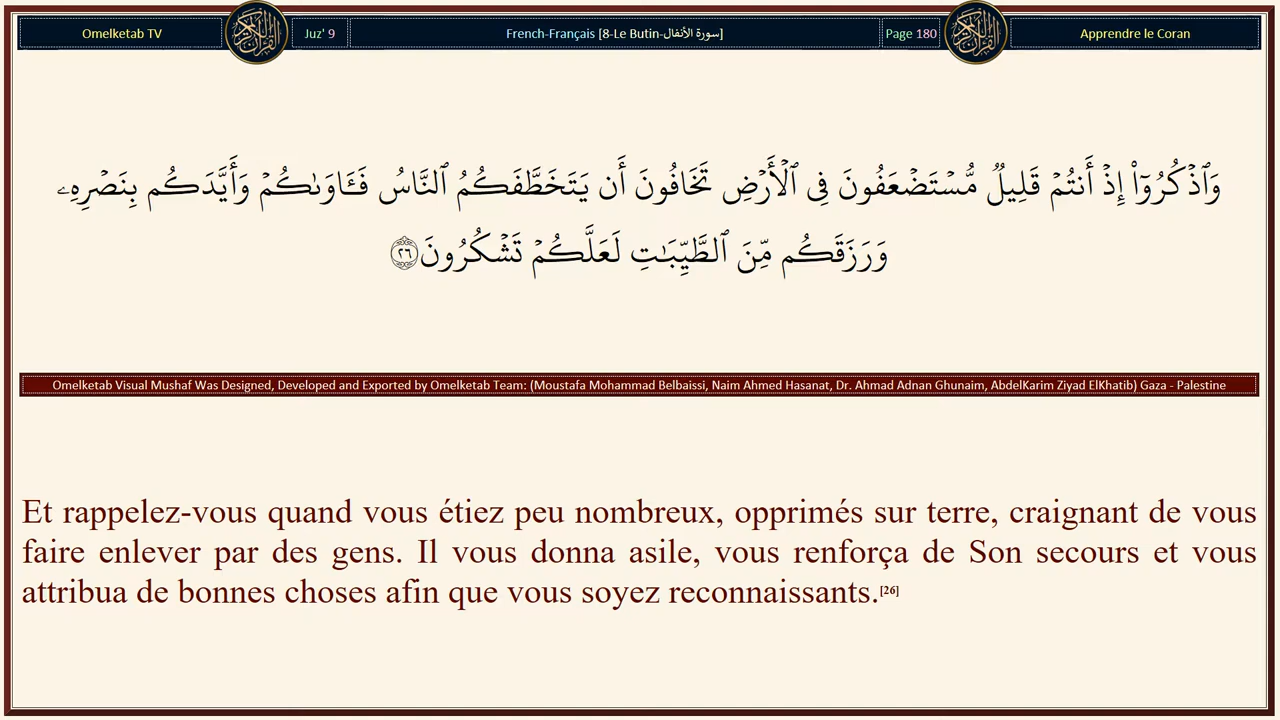 Omelketab TV
Juz' 9
French-Français [8-Le Butin-سورة الأنفال]
Page 180
Apprendre le Coran
وَٱذۡكُرُوٓاْ إِذۡ أَنتُمۡ قَلِيلٞ مُّسۡتَضۡعَفُونَ فِي ٱلۡأَرۡضِ تَخَافُونَ أَن يَتَخَطَّفَكُمُ ٱلنَّاسُ فَـَٔاوَىٰكُمۡ وَأَيَّدَكُم بِنَصۡرِهِۦ
وَرَزَقَكُم مِّنَ ٱلطَّيِّبَٰتِ لَعَلَّكُمۡ تَشۡكُرُونَ ٢٦
Omelketab Visual Mushaf Was Designed, Developed and Exported by Omelketab Team: (Moustafa Mohammad Belbaissi, Naim Ahmed Hasanat, Dr. Ahmad Adnan Ghunaim, AbdelKarim Ziyad ElKhatib) Gaza - Palestine
Et rappelez-vous quand vous étiez peu nombreux, opprimés sur terre, craignant de vous
faire enlever par des gens. Il vous donna asile, vous renforça de Son secours et vous
attribua de bonnes choses afin que vous soyez reconnaissants.[26]